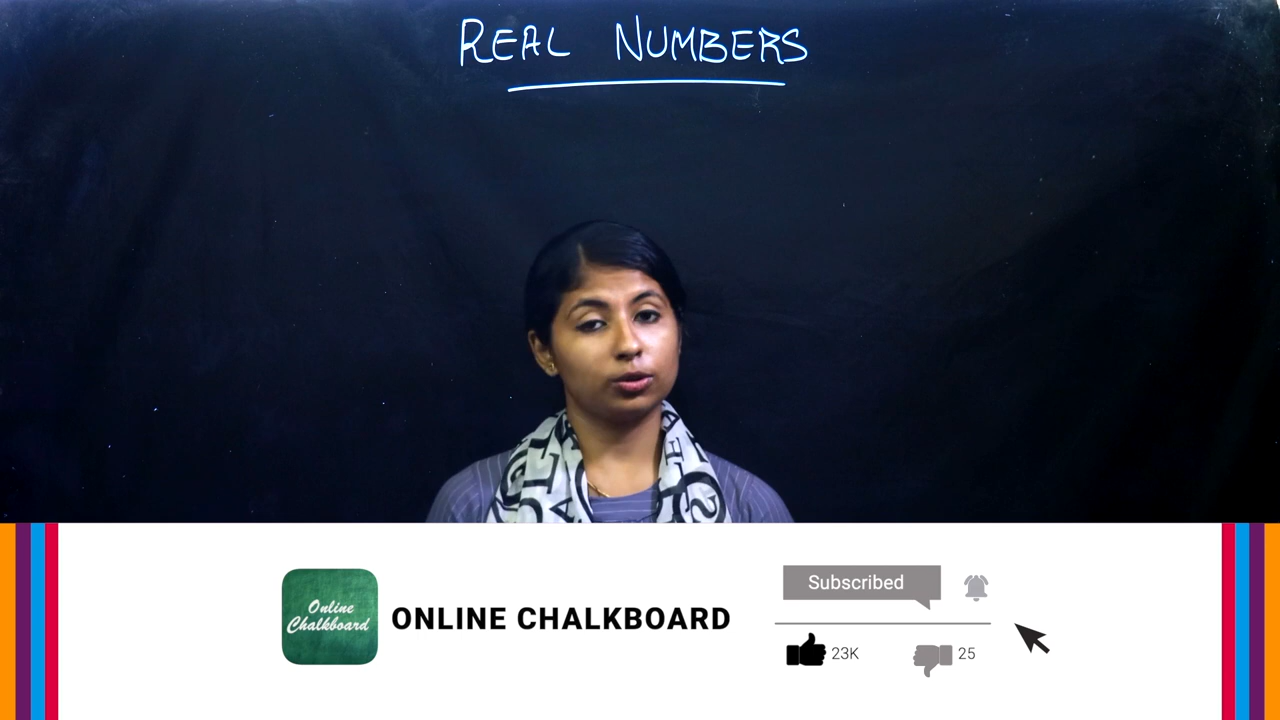 REAL NUMBERS
Online
Chalkboard
ONLINE CHALKBOARD
Subscribed
23K
25